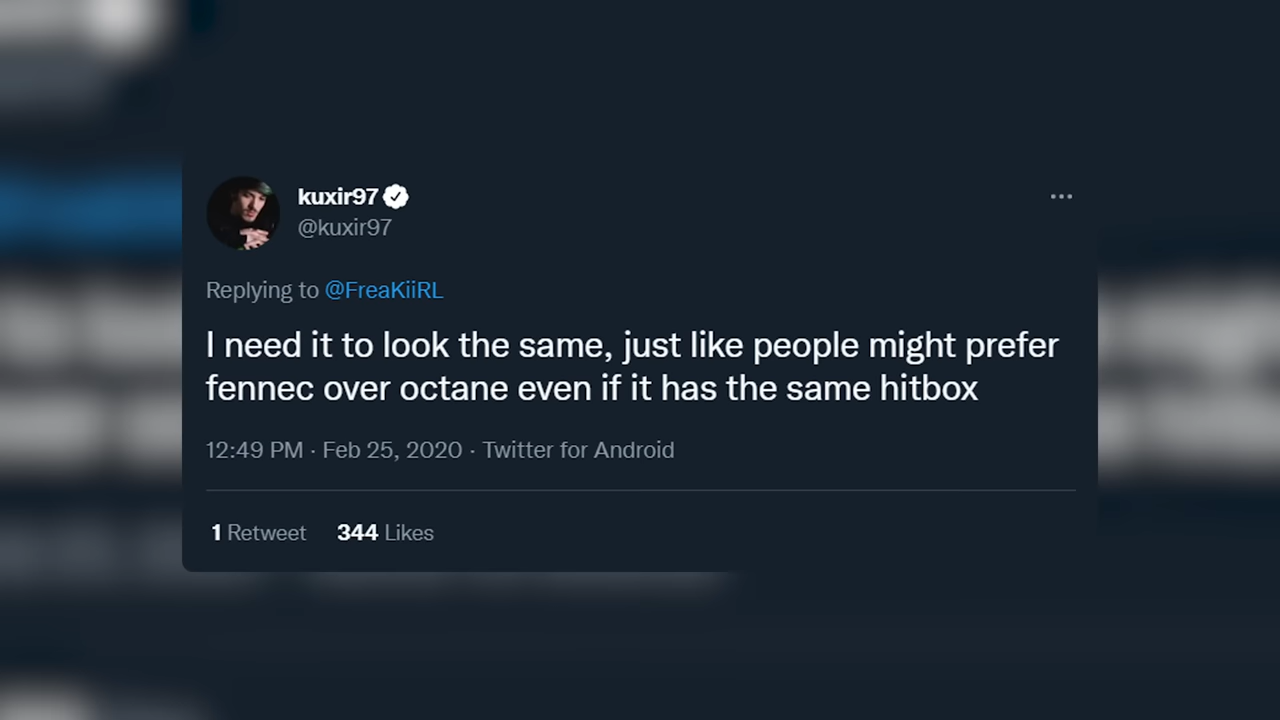 kuxir97
@kuxir97
Replying to @FreaKiiRL
I need it to look the same, just like people might prefer
fennec over octane even if it has the same hitbox
12:49 PM · Feb 25, 2020 · Twitter for Android
1 Retweet 344 Likes